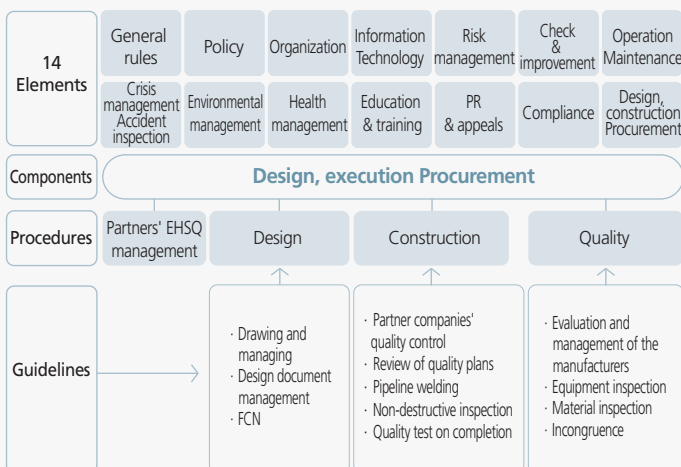 14
Elements
General
rules
Policy
Organization
Information
Technology
Risk
management
Check
&
improvement
Operation
Maintenance
Crisis
management
Accident
inspection
Environmental
management
Health
management
Education
& training
PR
& appeals
Compliance
Design,
construction
Procurement
Components
Design, execution Procurement
Procedures
Partners' EHSQ
management
Design
Construction
Quality
Guidelines
· Drawing and
managing
· Design document
management
· FCN
· Partner companies'
quality control
· Review of quality plans
· Pipeline welding
· Non-destructive inspection
· Quality test on completion
· Evaluation and
management of the
manufacturers
· Equipment inspection
· Material inspection
· Incongruence